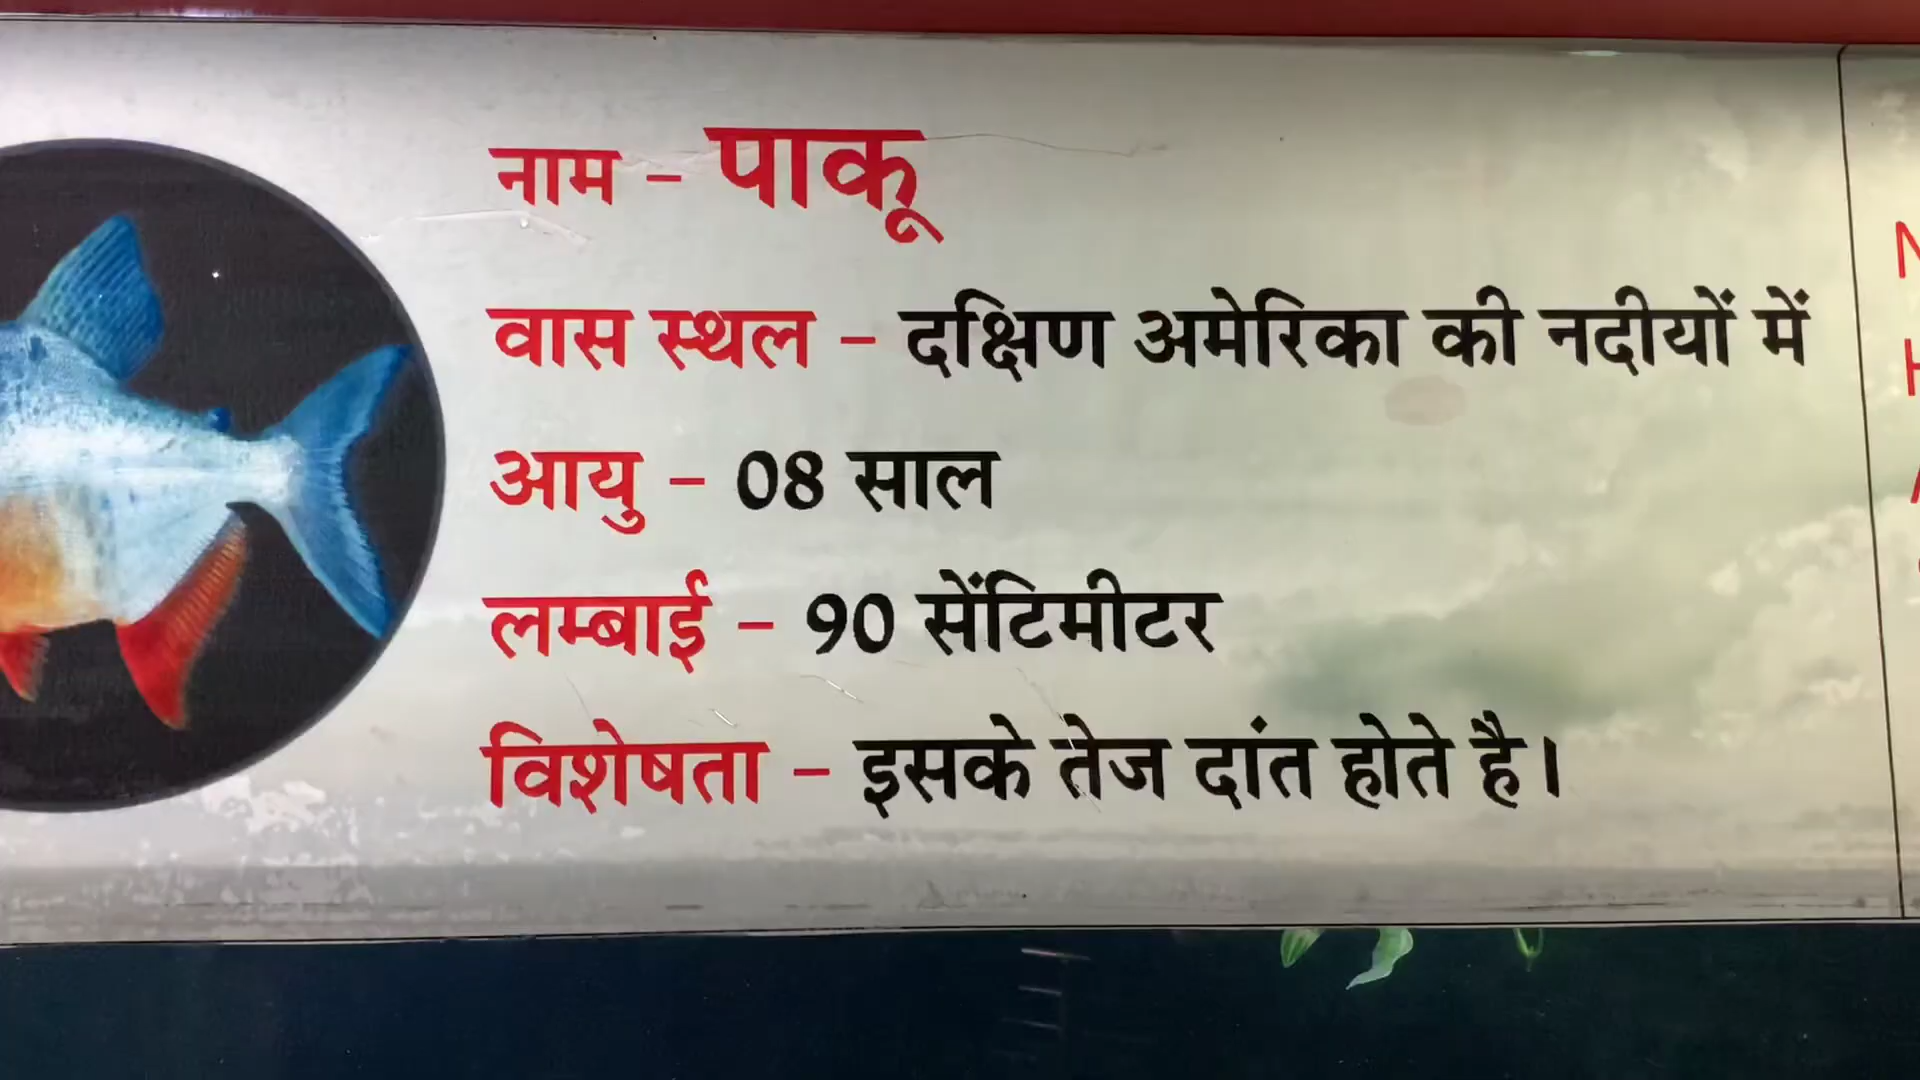 नाम – पाकू
वास स्थल – दक्षिण अमेरिका की नदीयों में
आयु – 08 साल
लम्बाई – 90 सेंटिमीटर
विशेषता – इसके तेज दांत होते है।